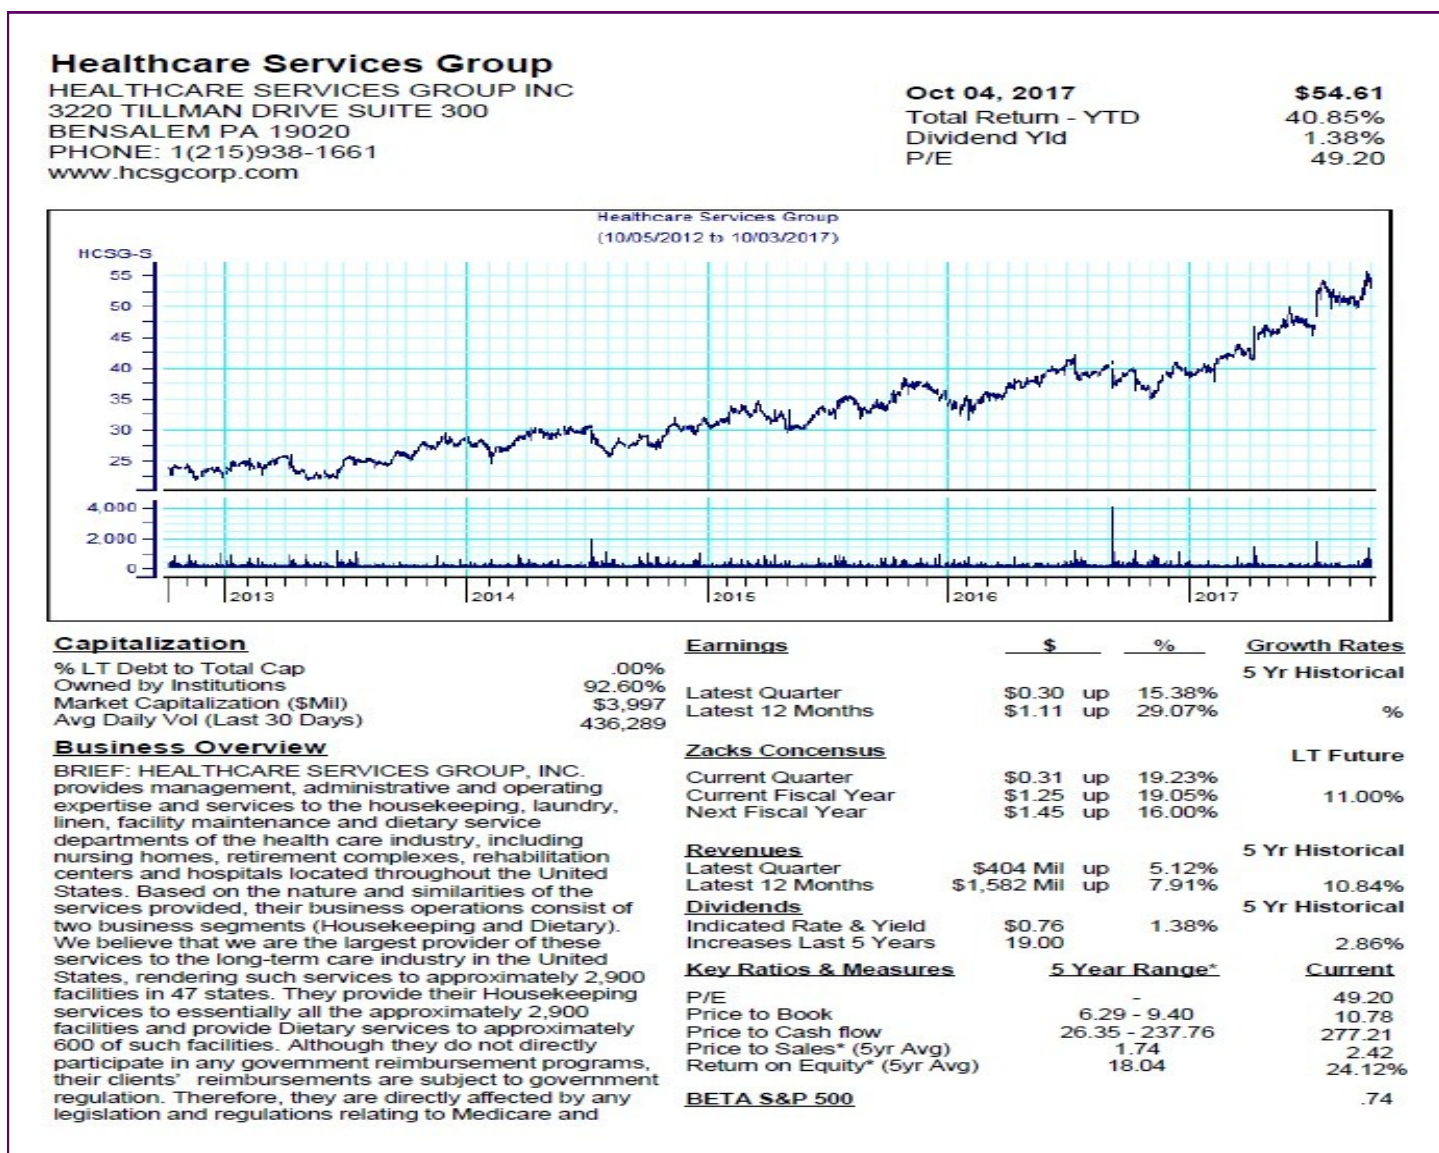 Healthcare Services Group
HEALTHCARE SERVICES GROUP INC
3220 TILLMAN DRIVE SUITE 300
BENSALEM PA 19020
PHONE: 1(215)938-1661
www.hcsgcorp.com
Oct 04, 2017 $54.61
Total Return - YTD 40.85%
Dividend Yld 1.38%
P/E 49.20
Healthcare Services Group
(10/05/2012 to 10/03/2017)
HCSG-S
55
50
45
40
35
30
25
4,000
2,000
0
2013 2014 2015 2016 2017
Capitalization
% LT Debt to Total Cap .00%
Owned by Institutions 92.60%
Market Capitalization ($Mil) $3,997
Avg Daily Vol (Last 30 Days) 436,289
Business Overview
BRIEF: HEALTHCARE SERVICES GROUP, INC.
provides management, administrative and operating
expertise and services to the housekeeping, laundry,
linen, facility maintenance and dietary service
departments of the health care industry, including
nursing homes, retirement complexes, rehabilitation
centers and hospitals located throughout the United
States. Based on the nature and similarities of the
services provided, their business operations consist of
two business segments (Housekeeping and Dietary).
We believe that we are the largest provider of these
services to the long-term care industry in the United
States, rendering such services to approximately 2,900
facilities in 47 states. They provide their Housekeeping
services to essentially all the approximately 2,900
facilities and provide Dietary services to approximately
600 of such facilities. Although they do not directly
participate in any government reimbursement programs,
their clients' reimbursements are subject to government
regulation. Therefore, they are directly affected by any
legislation and regulations relating to Medicare and
Earnings $ % Growth Rates
5 Yr Historical
Latest Quarter $0.30 up 15.38%
Latest 12 Months $1.11 up 29.07% %
Zacks Concensus LT Future
Current Quarter $0.31 up 19.23%
Current Fiscal Year $1.25 up 19.05% 11.00%
Next Fiscal Year $1.45 up 16.00%
Revenues 5 Yr Historical
Latest Quarter $404 Mil up 5.12%
Latest 12 Months $1,582 Mil up 7.91% 10.84%
Dividends 5 Yr Historical
Indicated Rate & Yield $0.76 1.38%
Increases Last 5 Years 19.00 2.86%
Key Ratios & Measures 5 Year Range* Current
P/E - 49.20
Price to Book 6.29 - 9.40 10.78
Price to Cash flow 26.35 - 237.76 277.21
Price to Sales* (5yr Avg) 1.74 2.42
Return on Equity* (5yr Avg) 18.04 24.12%
BETA S&P 500 .74